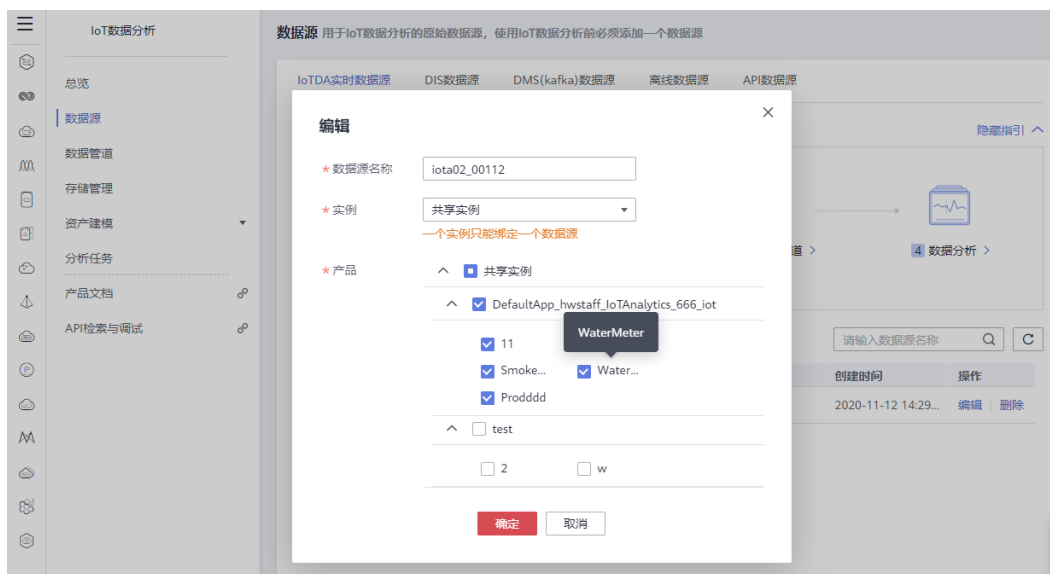 IoT数据分析
总览
数据源
数据管道
存储管理
资产建模
分析任务
产品文档
API检索与调试
数据源 用于IoT数据分析的原始数据源，使用IoT数据分析前必须添加一个数据源
IoTDA实时数据源 DIS数据源 DMS(kafka)数据源 离线数据源 API数据源
隐藏指引
道
4 数据分析
请输入数据源名称
创建时间 操作
2020-11-12 14:29... 编辑 删除
编辑
* 数据源名称 iota02_00112
* 实例 共享实例
一个实例只能绑定一个数据源
* 产品 共享实例
DefaultApp_hwstaff_IoTAnalytics_666_iot
WaterMeter
11
Smoke... Water...
Prodddd
test
2 w
确定 取消